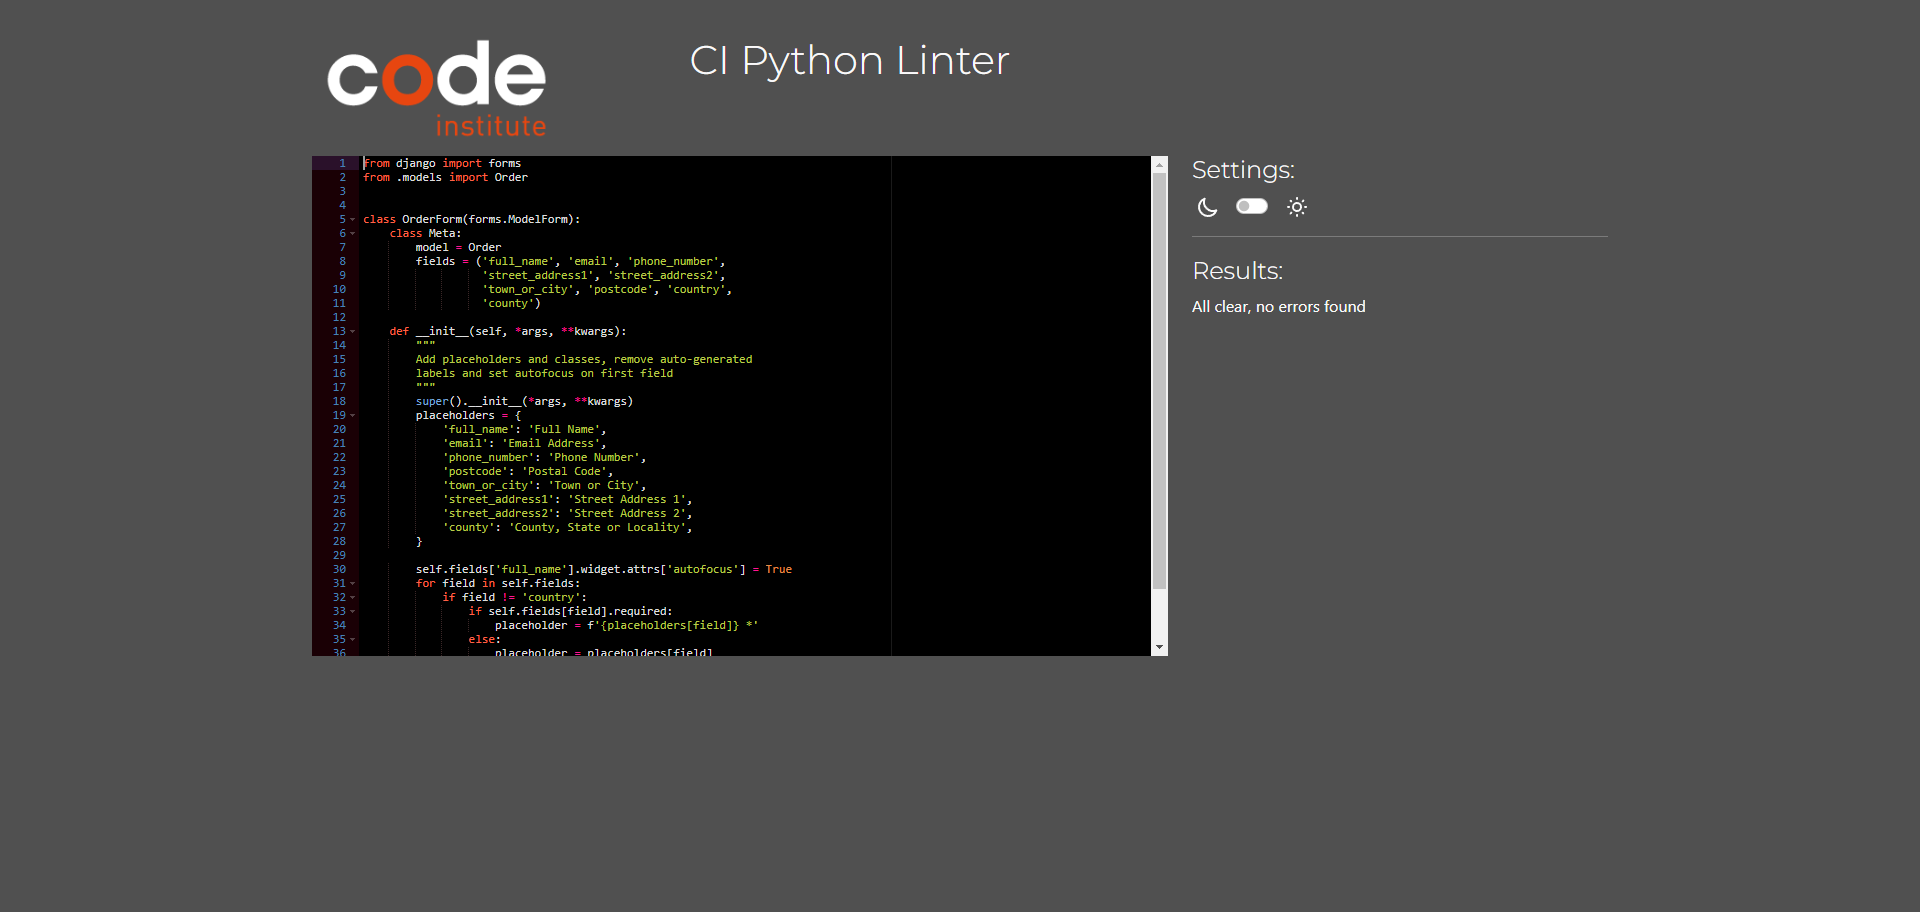 code
institute
CI Python Linter
1 from django import forms
2 from .models import Order
3
4
5 class OrderForm(forms.ModelForm):
6     class Meta:
7         model = Order
8         fields = ('full_name', 'email', 'phone_number',
9                   'street_address1', 'street_address2',
10                   'town_or_city', 'postcode', 'country',
11                   'county')
12
13     def __init__(self, *args, **kwargs):
14         """
15         Add placeholders and classes, remove auto-generated
16         labels and set autofocus on first field
17         """
18         super().__init__(*args, **kwargs)
19         placeholders = {
20             'full_name': 'Full Name',
21             'email': 'Email Address',
22             'phone_number': 'Phone Number',
23             'postcode': 'Postal Code',
24             'town_or_city': 'Town or City',
25             'street_address1': 'Street Address 1',
26             'street_address2': 'Street Address 2',
27             'county': 'County, State or Locality',
28         }
29
30         self.fields['full_name'].widget.attrs['autofocus'] = True
31         for field in self.fields:
32             if field != 'country':
33                 if self.fields[field].required:
34                     placeholder = f'{placeholders[field]} *'
35                 else:
36                     placeholder = placeholders[field]
Settings:
Results:
All clear, no errors found